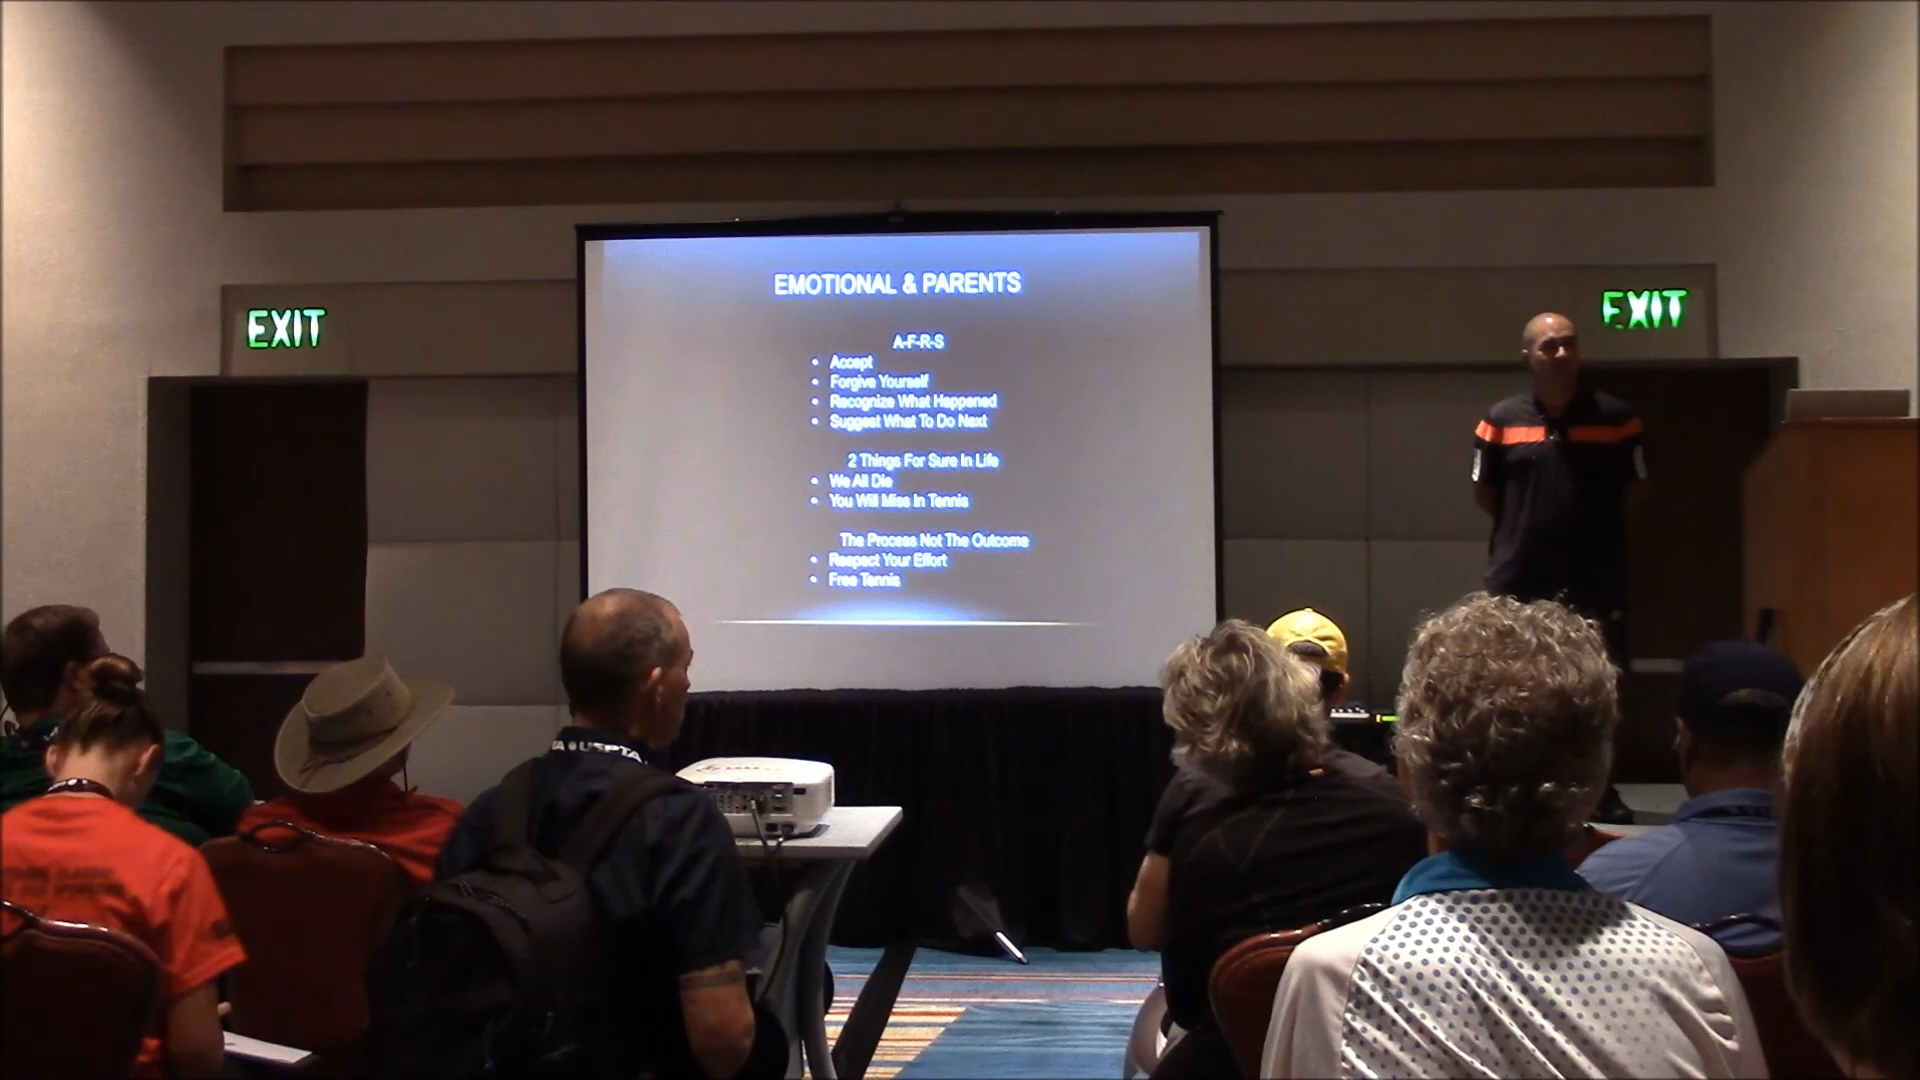 EMOTIONAL & PARENTS
A-F-R-S
• Accept
• Forgive Yourself
• Recognize What Happened
• Suggest What To Do Next
2 Things For Sure In Life
• We All Die
• You Will Miss In Tennis
The Process Not The Outcome
• Respect Your Effort
• Free Tennis
EXIT
EXIT
USPTA